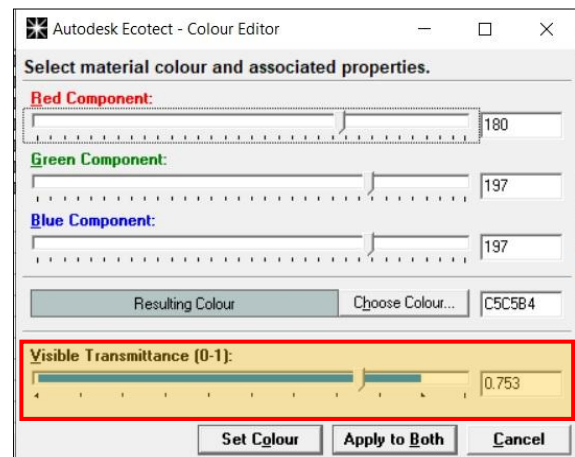 Autodesk Ecotect - Colour Editor
Select material colour and associated properties.
Red Component:
180
Green Component:
197
Blue Component:
197
Resulting Colour Choose Colour... C5C5B4
Visible Transmittance (0-1):
0.753
Set Colour Apply to Both Cancel